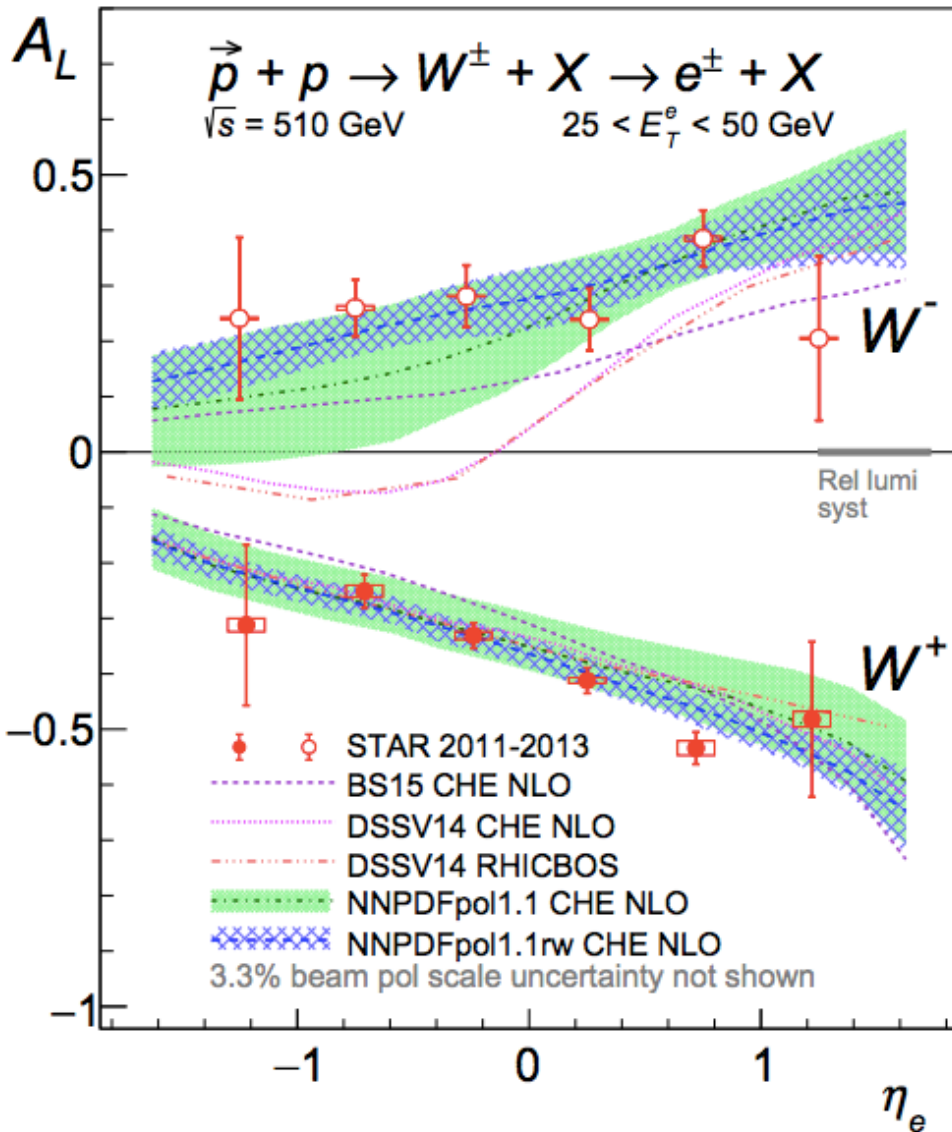 A_L
p⃗ + p → W^± + X → e^± + X
√s = 510 GeV
25 < E_T^e < 50 GeV
0.5
W^-
0
Rel lumi
syst
W^+
−0.5
STAR 2011-2013
BS15 CHE NLO
DSSV14 CHE NLO
DSSV14 RHICBOS
NNPDFpol1.1 CHE NLO
NNPDFpol1.1rw CHE NLO
3.3% beam pol scale uncertainty not shown
−1
−1 0 1
η_e